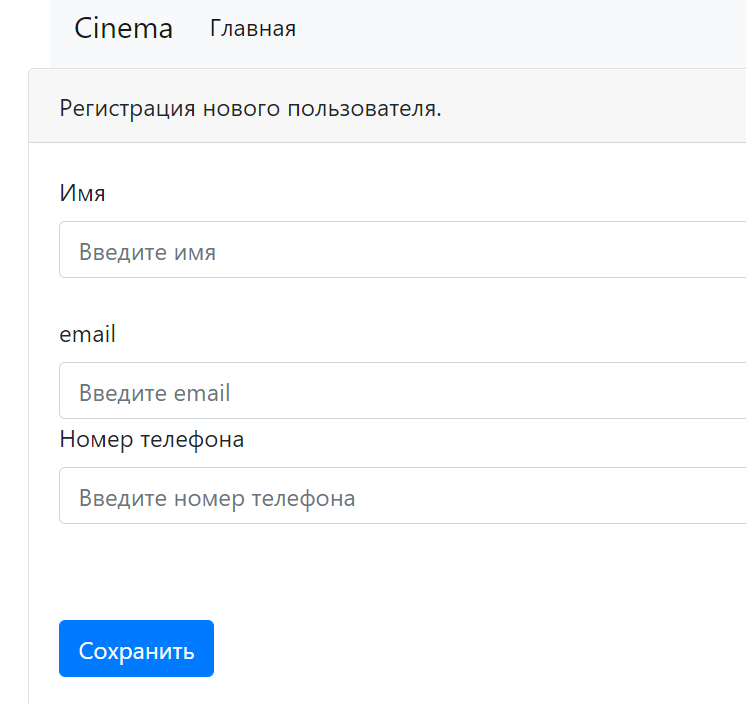 Cinema Главная
Регистрация нового пользователя.
Имя
Введите имя
email
Введите email
Номер телефона
Введите номер телефона
Сохранить